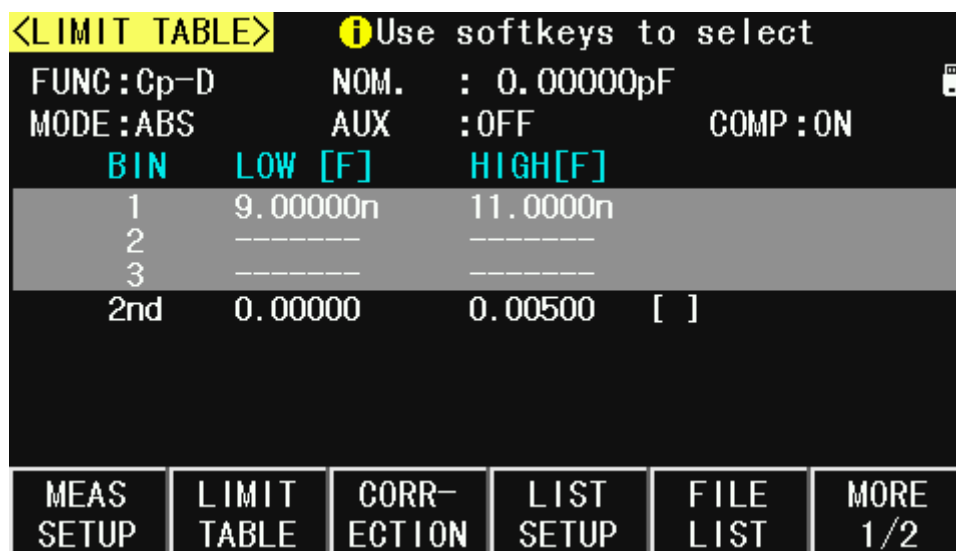 <LIMIT TABLE> i Use softkeys to select
FUNC:Cp-D NOM. : 0.00000pF
MODE:ABS AUX :OFF COMP:ON
BIN LOW [F] HIGH[F]
1 9.00000n 11.0000n
2 ------- -------
3 ------- -------
2nd 0.00000 0.00500 [ ]
MEAS SETUP LIMIT TABLE CORR-ECTION LIST SETUP FILE LIST MORE 1/2